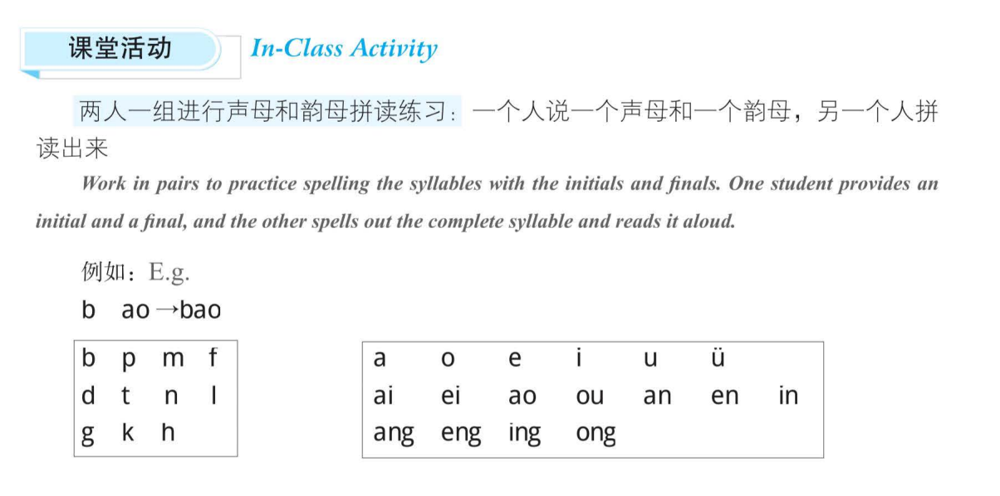 课堂活动 In-Class Activity
两人一组进行声母和韵母拼读练习：一个人说一个声母和一个韵母，另一个人拼
读出来
Work in pairs to practice spelling the syllables with the initials and finals. One student provides an
initial and a final, and the other spells out the complete syllable and reads it aloud.
例如：E.g.
b ao →bao
b p m f
d t n l
g k h
a o e i u ü
ai ei ao ou an en in
ang eng ing ong